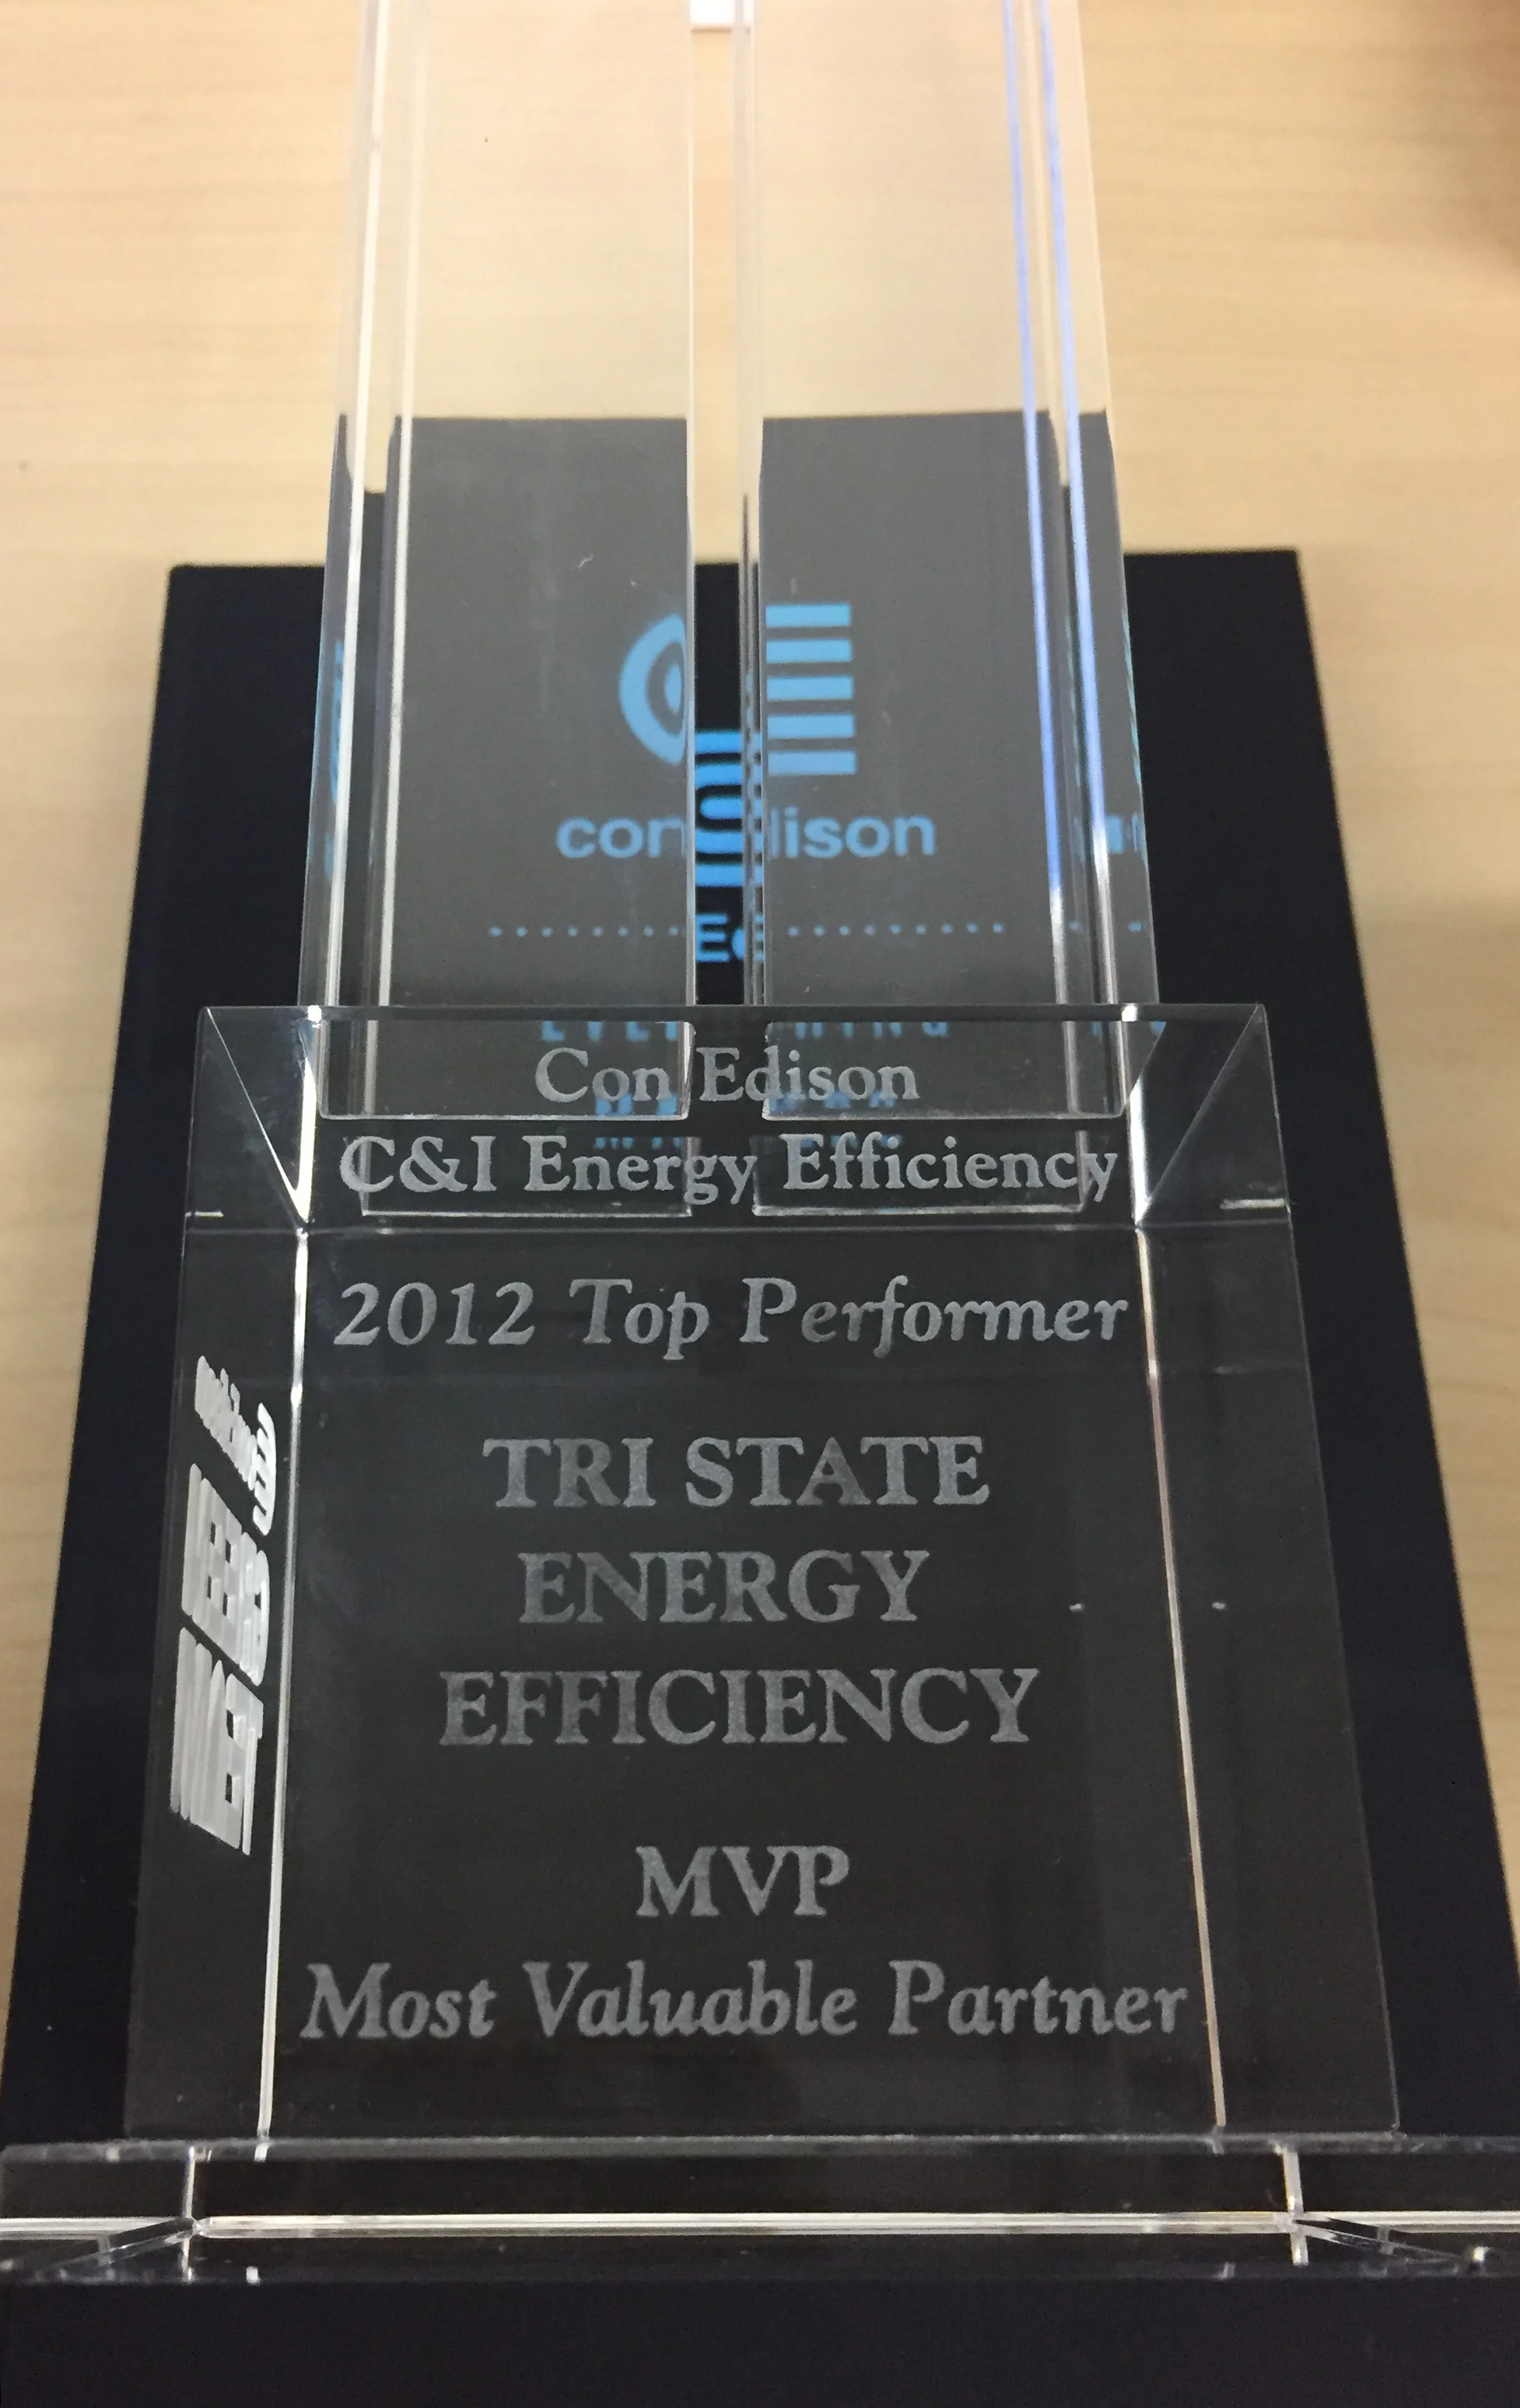 conEdison
Con Edison
C&I Energy Efficiency
2012 Top Performer
TRI STATE
ENERGY
EFFICIENCY
MVP
Most Valuable Partner